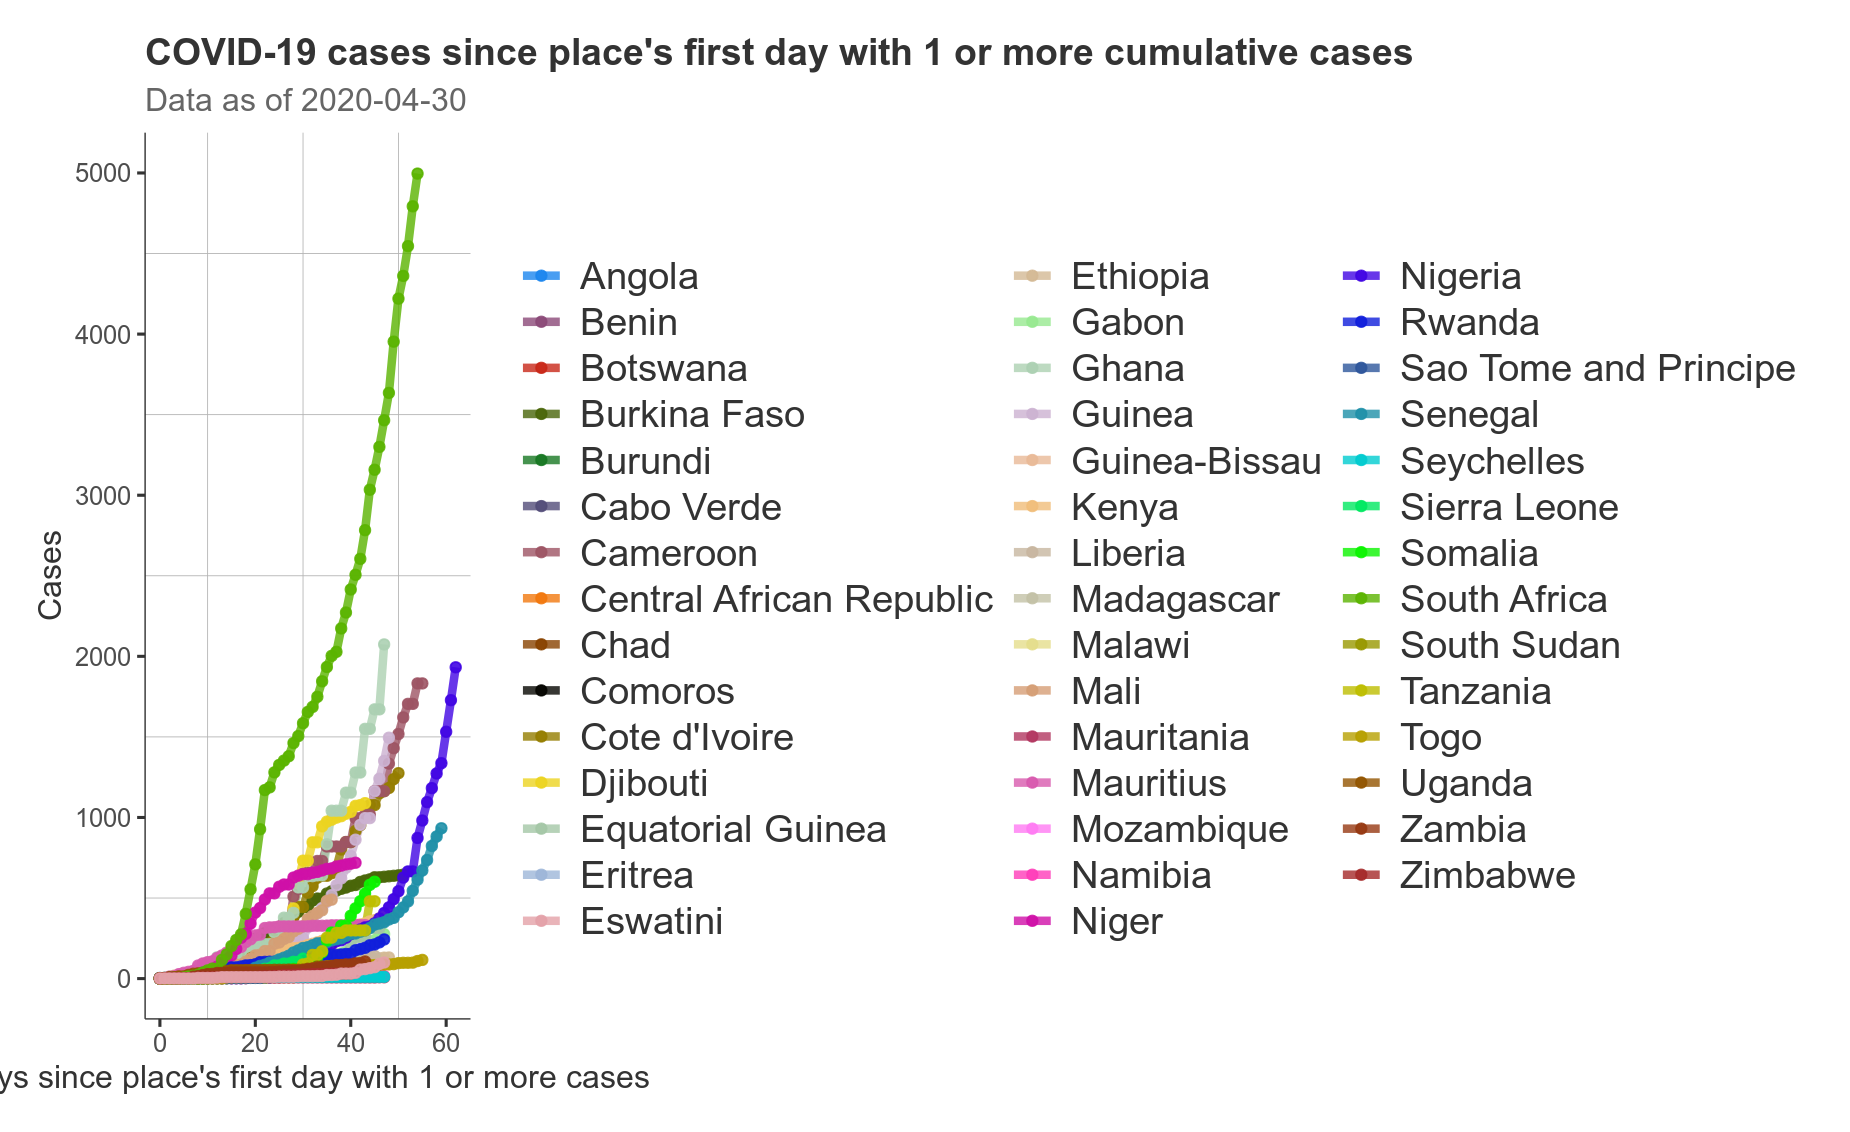 COVID-19 cases since place's first day with 1 or more cumulative cases
Data as of 2020-04-30
5000
4000
3000
2000
1000
0
Cases
0 20 40 60
ys since place's first day with 1 or more cases
Angola
Benin
Botswana
Burkina Faso
Burundi
Cabo Verde
Cameroon
Central African Republic
Chad
Comoros
Cote d'Ivoire
Djibouti
Equatorial Guinea
Eritrea
Eswatini
Ethiopia
Gabon
Ghana
Guinea
Guinea-Bissau
Kenya
Liberia
Madagascar
Malawi
Mali
Mauritania
Mauritius
Mozambique
Namibia
Niger
Nigeria
Rwanda
Sao Tome and Principe
Senegal
Seychelles
Sierra Leone
Somalia
South Africa
South Sudan
Tanzania
Togo
Uganda
Zambia
Zimbabwe